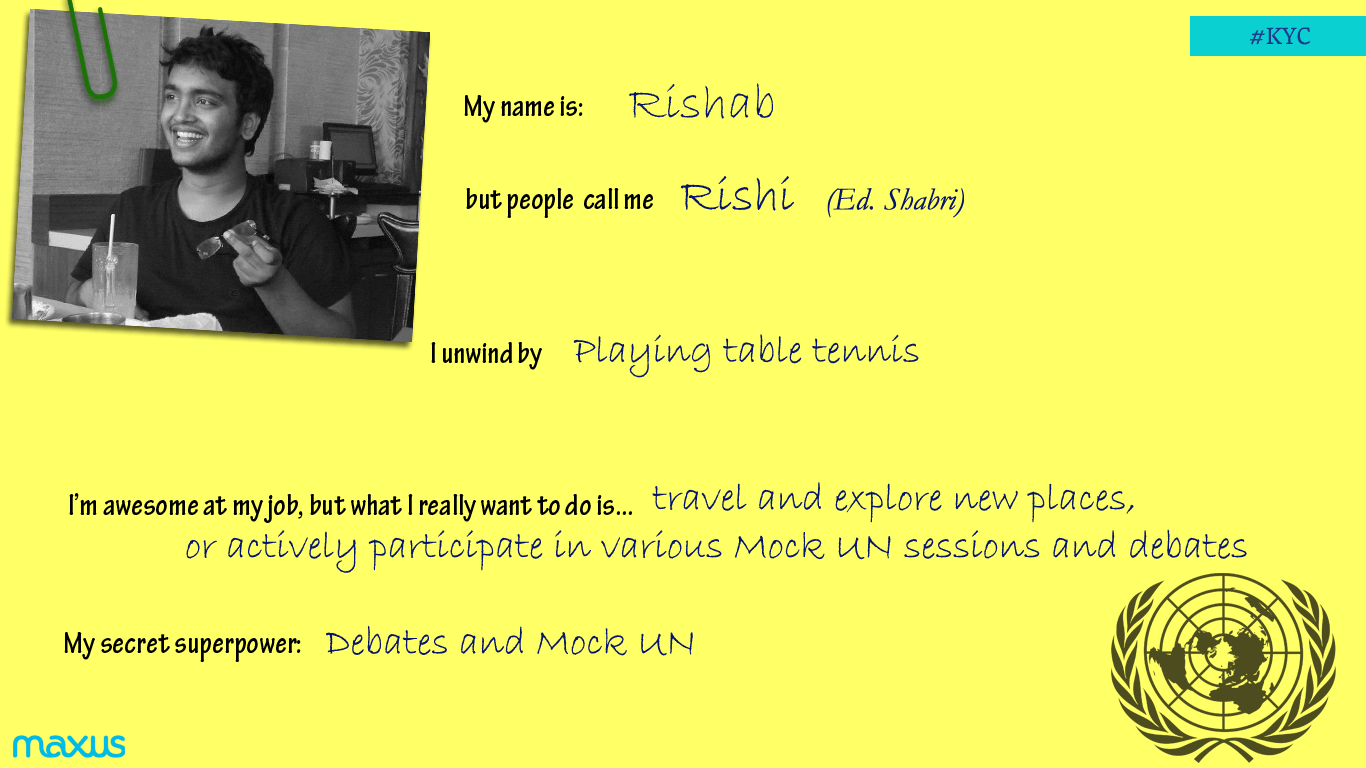 #KYC
My name is: Rishab
but people call me Rishi (Ed. Shabri)
I unwind by Playing table tennis
I'm awesome at my job, but what I really want to do is... travel and explore new places,
or actively participate in various Mock UN sessions and debates
My secret superpower: Debates and Mock UN
maxus